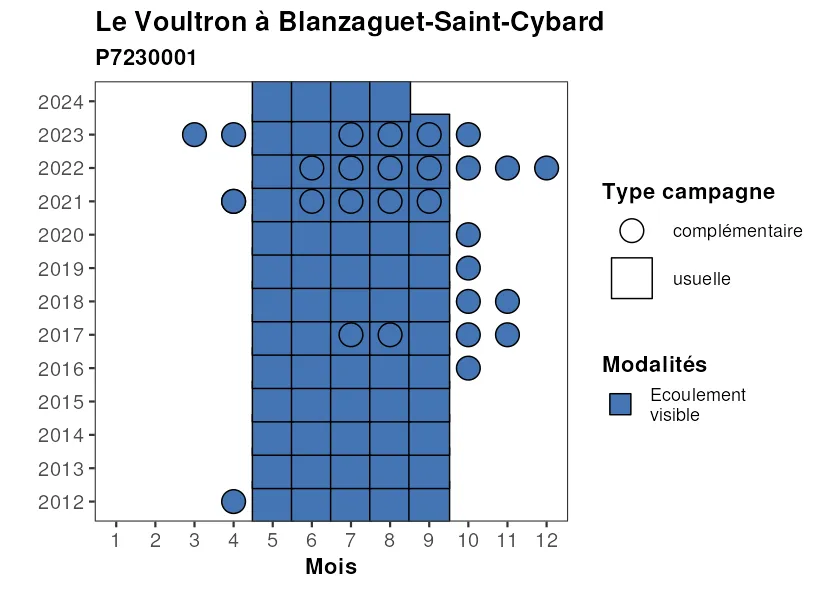 Le Voultron à Blanzaguet-Saint-Cybard
P7230001
2024
2023
2022
2021
2020
2019
2018
2017
2016
2015
2014
2013
2012
1 2 3 4 5 6 7 8 9 10 11 12
Mois
Type campagne
complémentaire
usuelle
Modalités
Ecoulement
visible